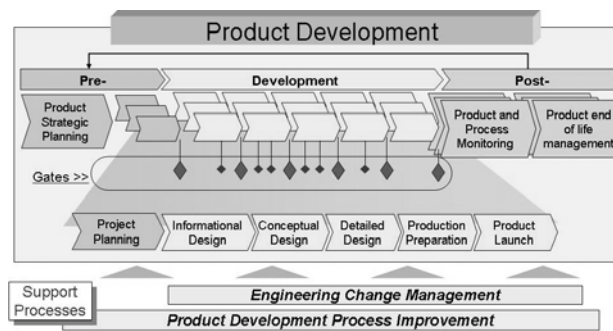 Product Development
Pre-
Development
Post-
Product
Strategic
Planning
Product and
Process
Monitoring
Product end
of life
management
Gates >>
Project
Planning
Informational
Design
Conceptual
Design
Detailed
Design
Production
Preparation
Product
Launch
Support
Processes
Engineering Change Management
Product Development Process Improvement